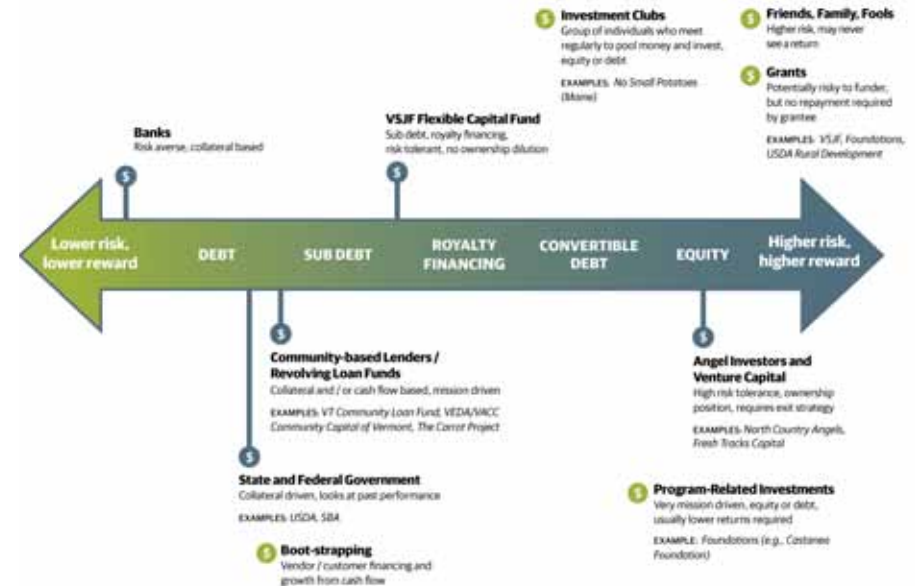 Investment Clubs
Group of individuals who meet
regularly to pool money and invest,
equity or debt
EXAMPLES: No Small Potatoes
(Maine)
Friends, Family, Fools
Higher risk, may never
see a return
Grants
Potentially risky to funder,
but no repayment required
by grantee
EXAMPLES: VSJF, Foundations,
USDA Rural Development
VSJF Flexible Capital Fund
Sub debt, royalty financing,
risk tolerant, no ownership dilution
Banks
Risk averse, collateral based
Lower risk,
lower reward
DEBT
SUB DEBT
ROYALTY
FINANCING
CONVERTIBLE
DEBT
EQUITY
Higher risk,
higher reward
Community-based Lenders /
Revolving Loan Funds
Collateral and / or cash flow based, mission driven
EXAMPLES: VT Community Loan Fund, VEDA/VACC
Community Capital of Vermont, The Carrot Project
Angel Investors and
Venture Capital
High risk tolerance, ownership
position, requires exit strategy
EXAMPLES: North Country Angels,
Fresh Tracks Capital
State and Federal Government
Collateral driven, looks at past performance
EXAMPLES: USDA, SBA
Program-Related Investments
Very mission driven, equity or debt,
usually lower returns required
EXAMPLE: Foundations (e.g., Castanea
Foundation)
Boot-strapping
Vendor / customer financing and
growth from cash flow